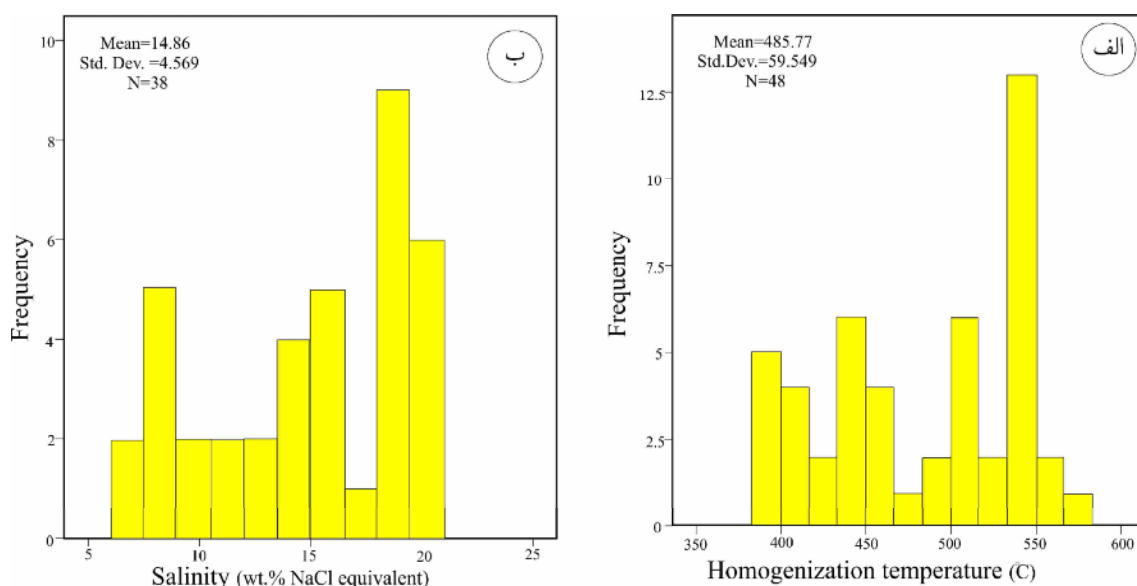 Mean=14.86
Std. Dev. =4.569
N=38
ب
10
8
6
4
2
0
Frequency
5 10 15 20 25
Salinity (wt.% NaCl equivalent)
Mean=485.77
Std.Dev.=59.549
N=48
الف
12.5
10
7.5
5
2.5
0
Frequency
350 400 450 500 550 600
Homogenization temperature (C)